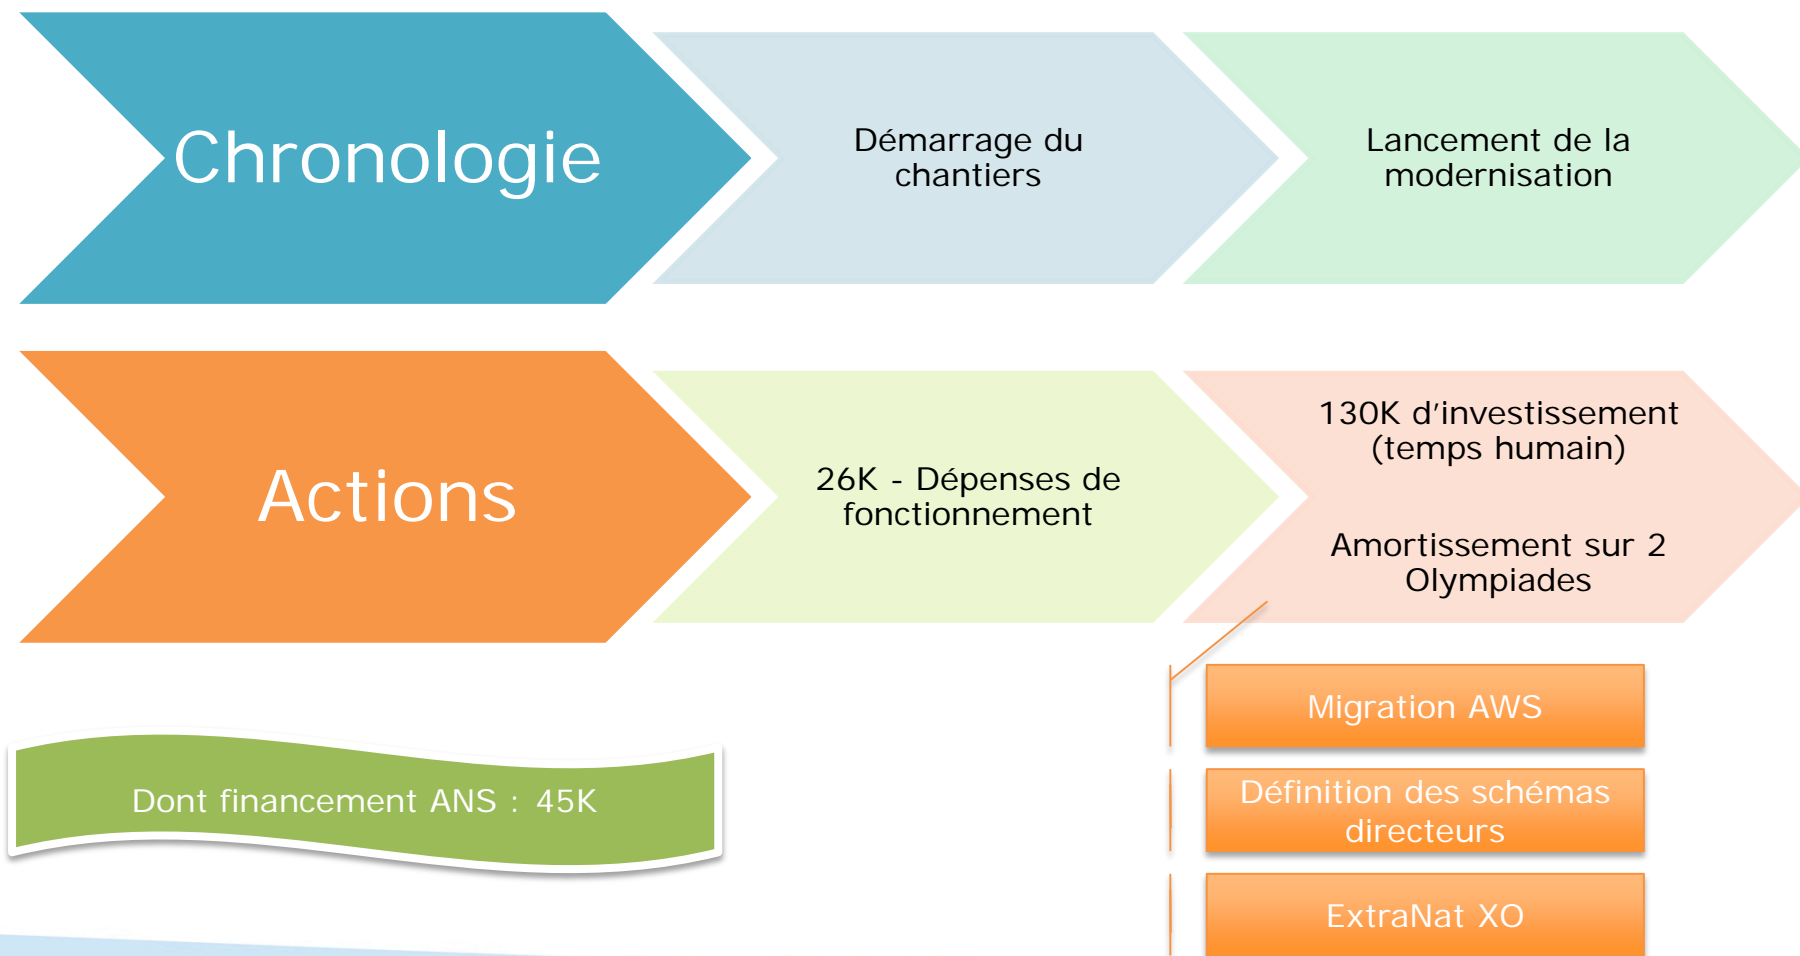 Chronologie
Démarrage du
chantiers
Lancement de la
modernisation
Actions
26K - Dépenses de
fonctionnement
130K d’investissement
(temps humain)
Amortissement sur 2
Olympiades
Dont financement ANS : 45K
Migration AWS
Définition des schémas
directeurs
ExtraNat XO